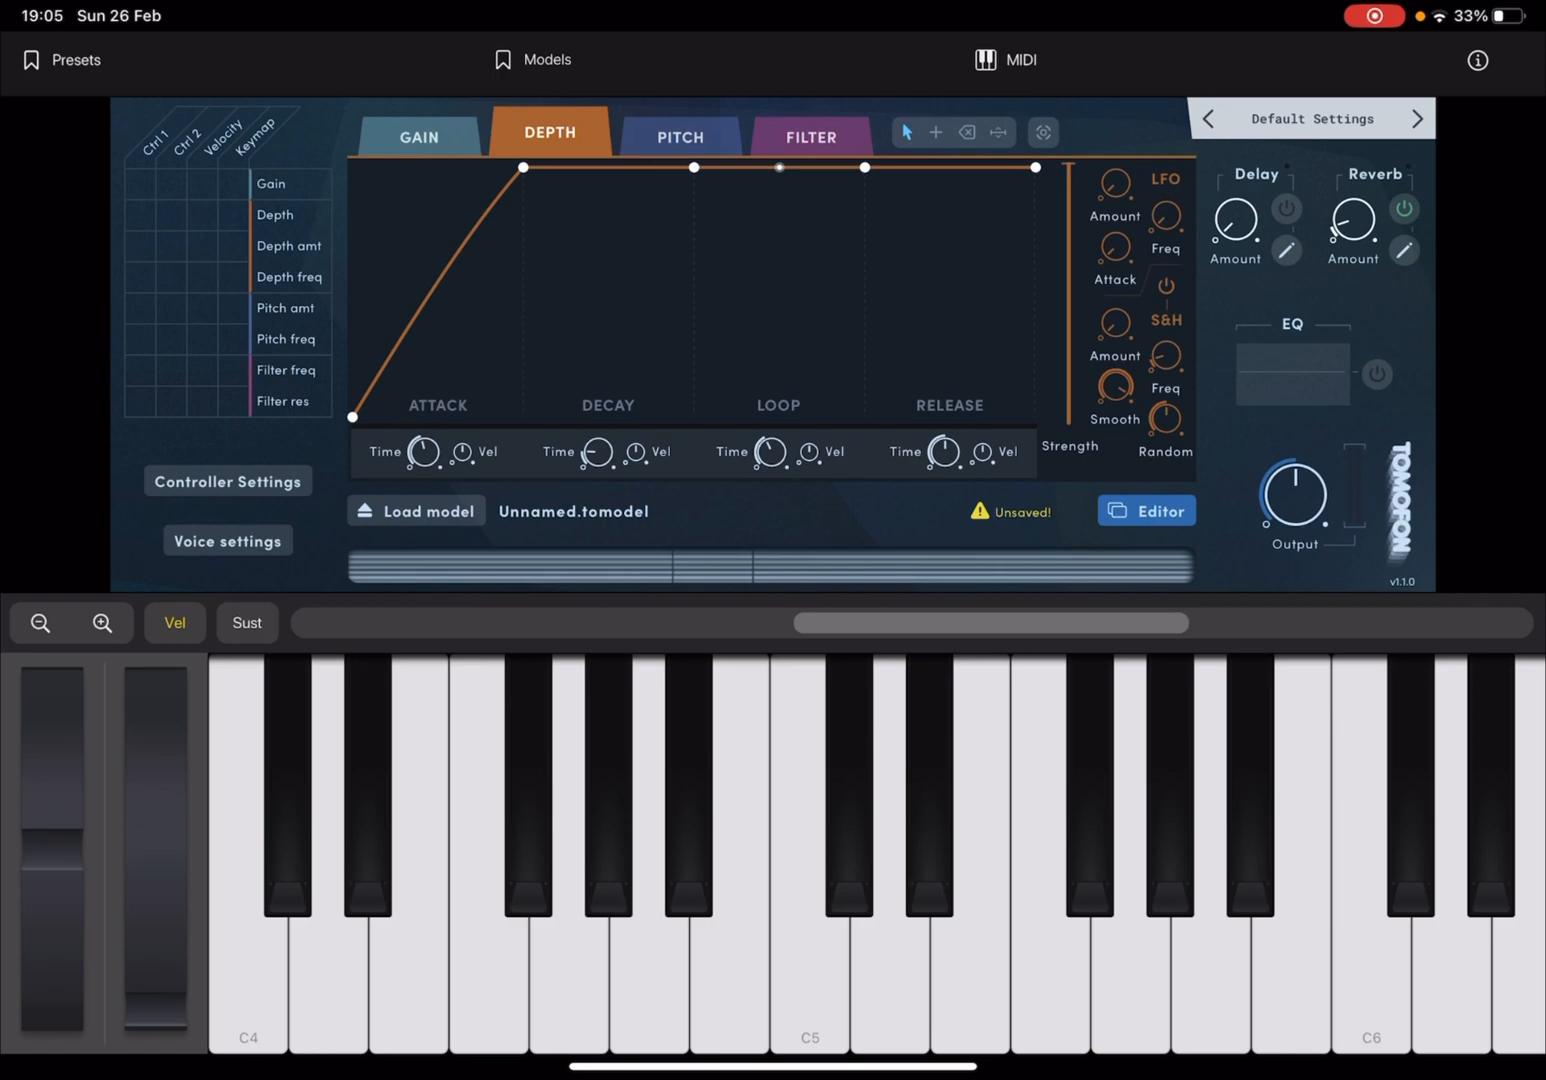 19:05 Sun 26 Feb
33%
Presets
Models
MIDI
Ctrl 1
Ctrl 2
Velocity
Keymap
GAIN
DEPTH
PITCH
FILTER
Default Settings
Gain
Depth
Depth amt
Depth freq
Pitch amt
Pitch freq
Filter freq
Filter res
ATTACK
DECAY
LOOP
RELEASE
Time
Vel
Time
Vel
Time
Vel
Time
Vel
Strength
LFO
Amount
Freq
Attack
S&H
Amount
Freq
Smooth
Random
Delay
Amount
Reverb
Amount
EQ
Output
TOMOFON
v1.1.0
Controller Settings
Voice settings
Load model
Unnamed.tomodel
Unsaved!
Editor
Vel
Sust
C4
C5
C6